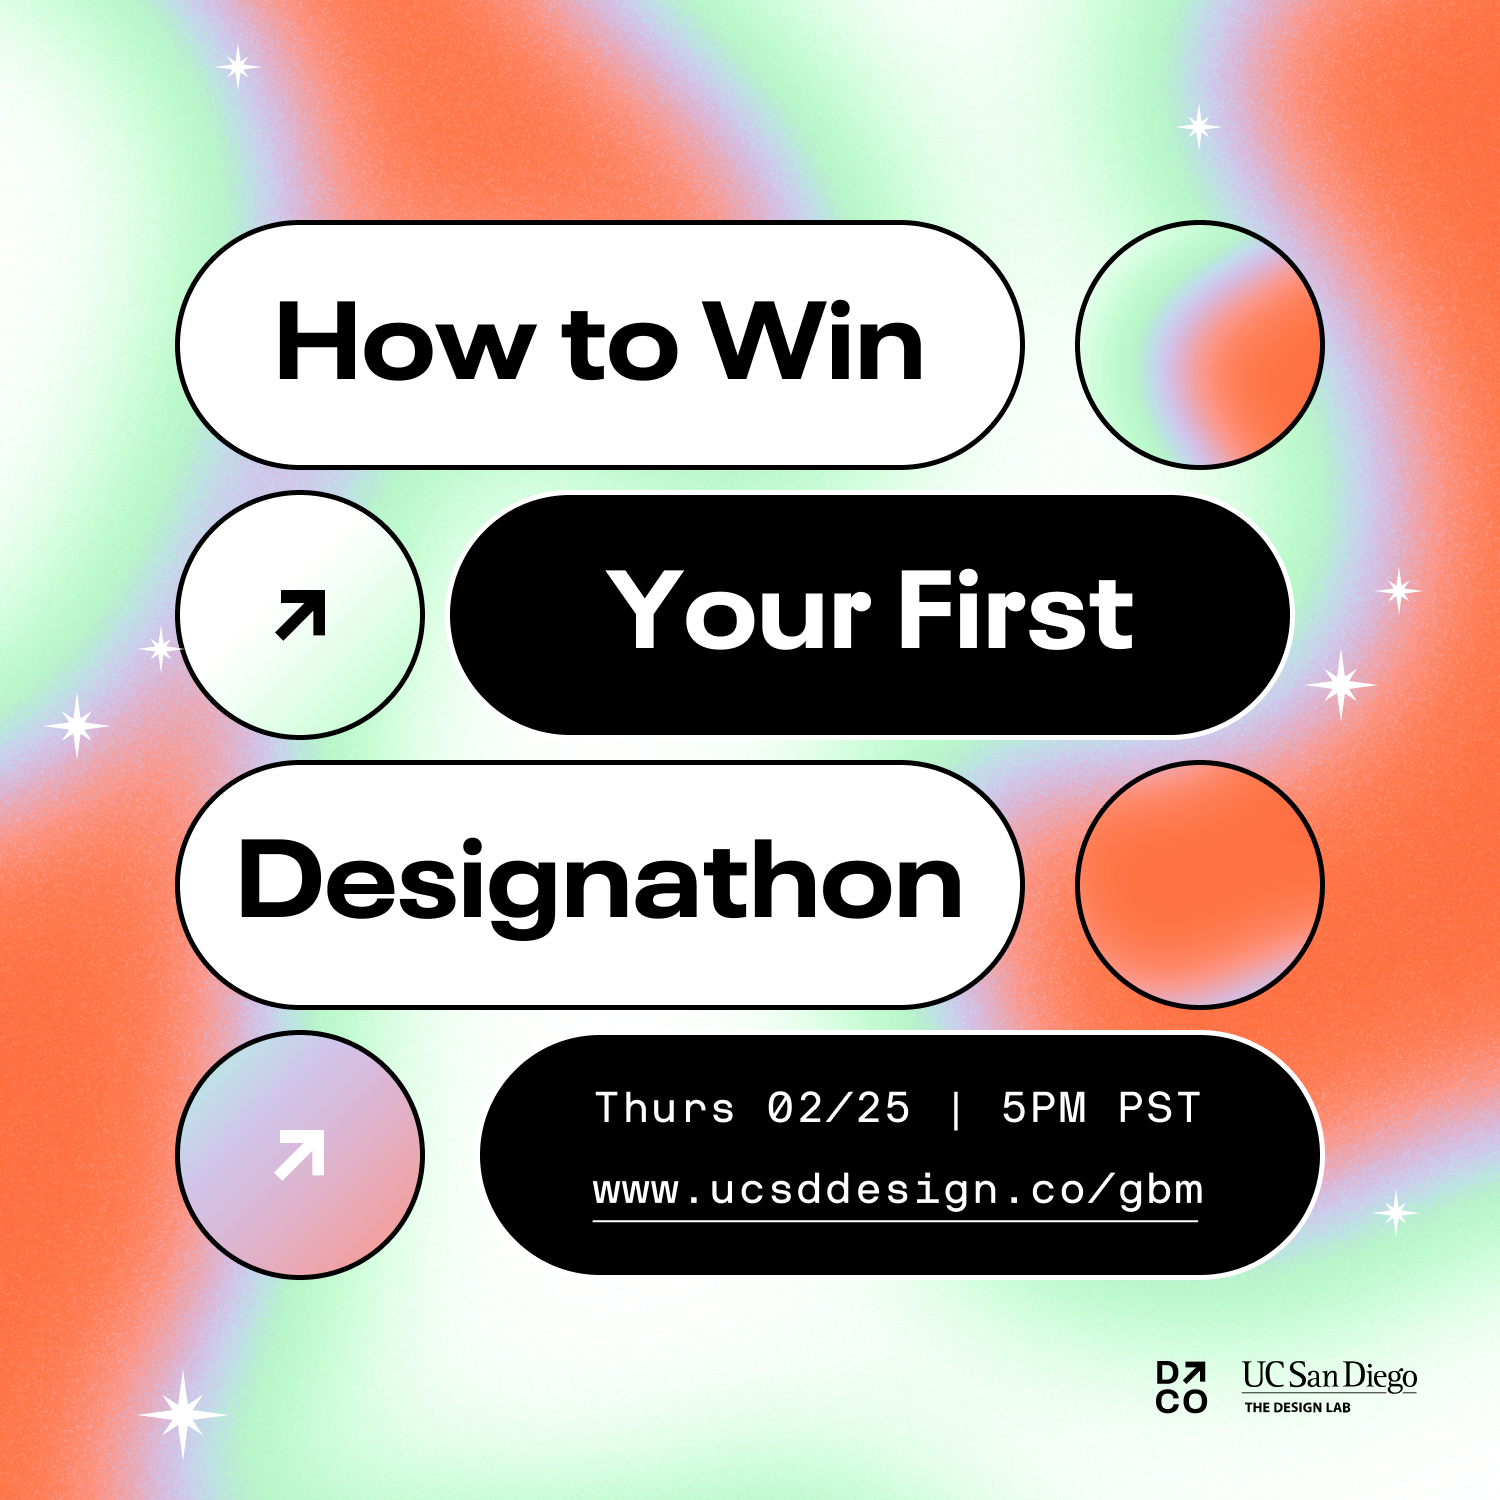 How to Win
Your First
Designathon
Thurs 02/25 | 5PM PST
www.ucsddesign.co/gbm
D↗
CO
UC San Diego
THE DESIGN LAB